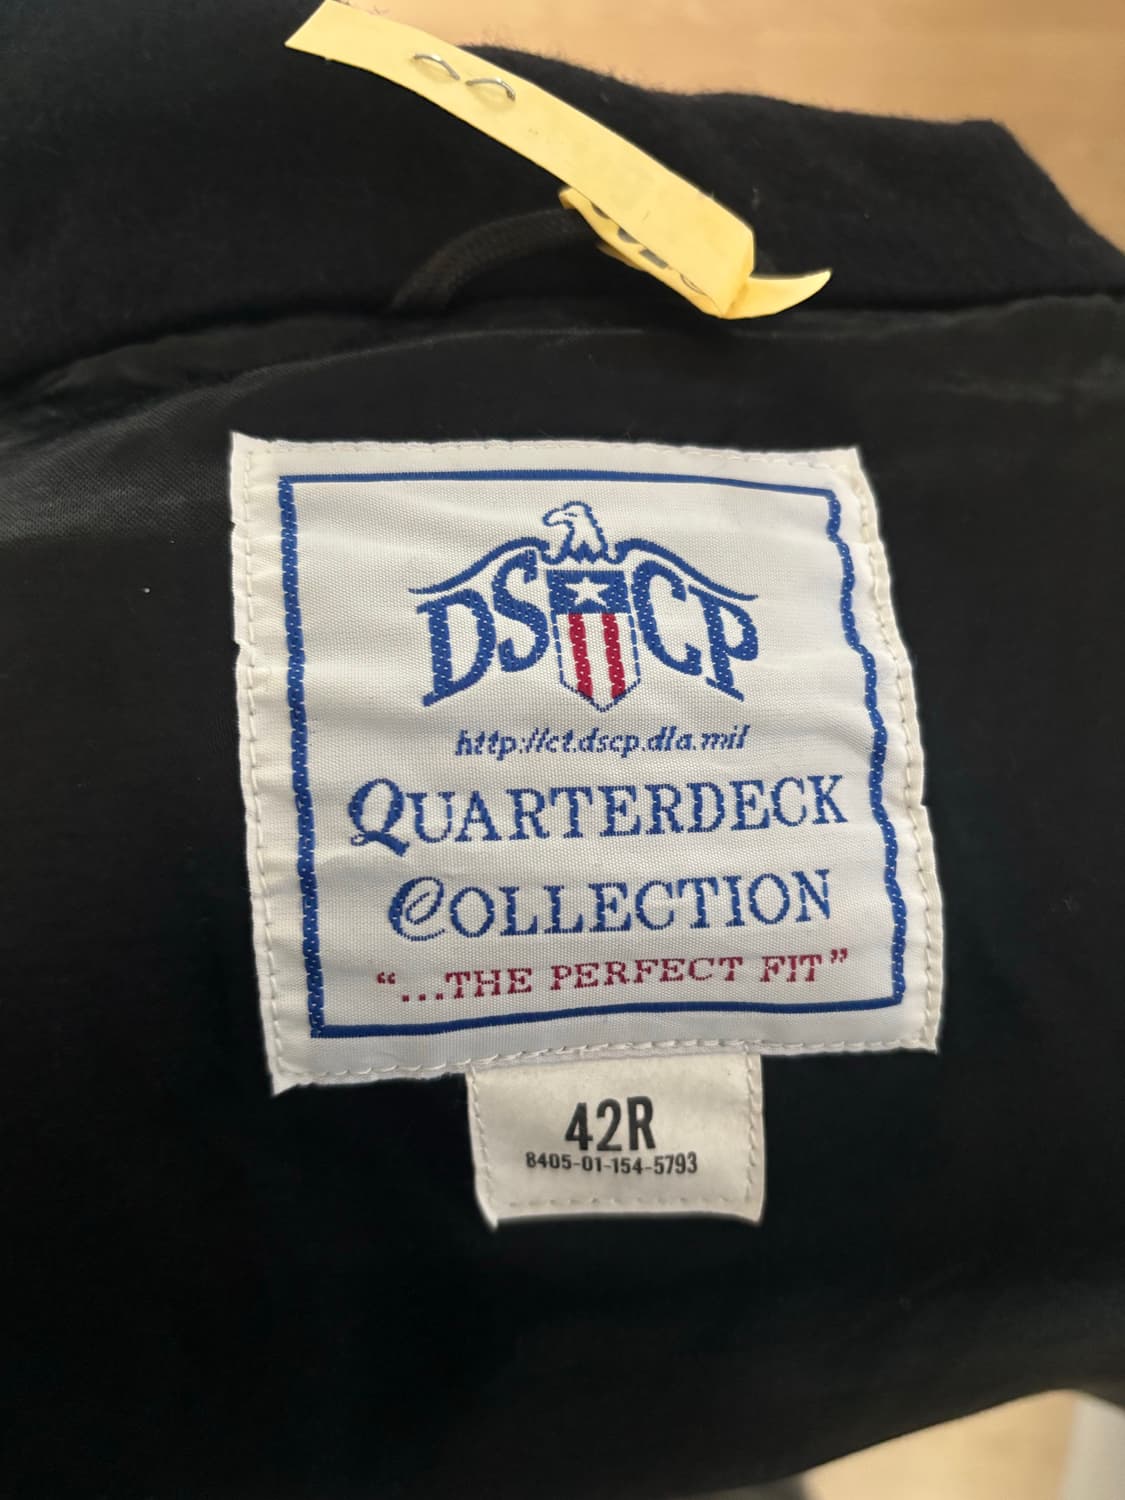 DSCP
http://ct.dscp.dla.mil
QUARTERDECK
COLLECTION
"...THE PERFECT FIT"
42R
8405-01-154-5793